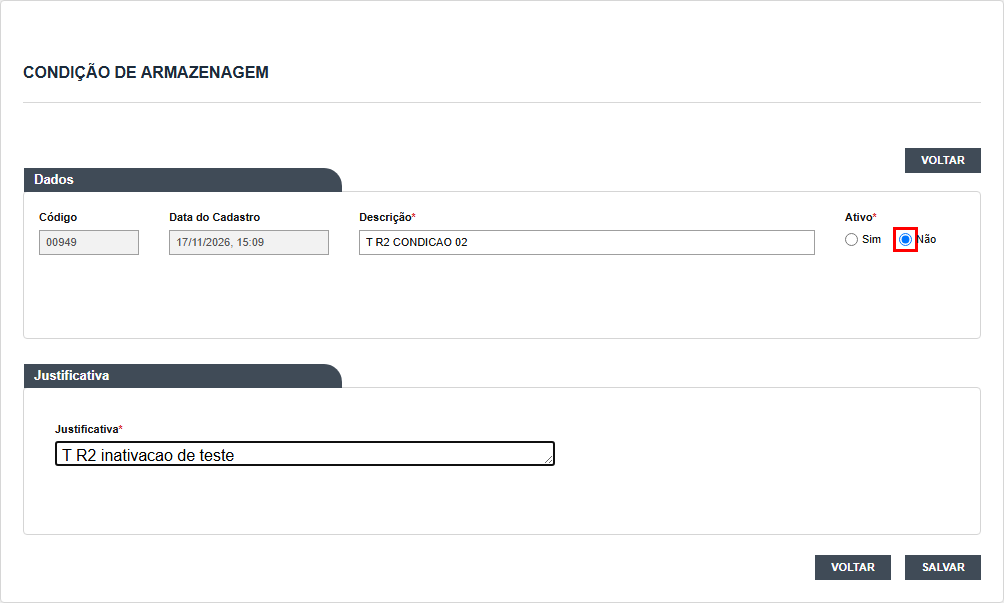 CONDIÇÃO DE ARMAZENAGEM
VOLTAR
Dados
Código Data do Cadastro Descrição* Ativo*
00949 17/11/2026, 15:09 T R2 CONDICAO 02 Sim Não
Justificativa
Justificativa*
T R2 inativacao de teste
VOLTAR SALVAR